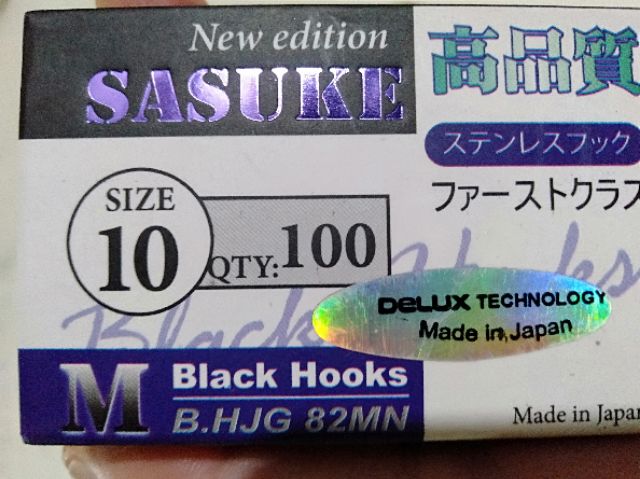 New edition
SASUKE
高品質
ステンレスフック
ファーストクラス
SIZE
10
QTY: 100
Black Hooks
DeLUX TECHNOLOGY
Made in Japan
M
Black Hooks
B.HJG 82MN
Made in Japan